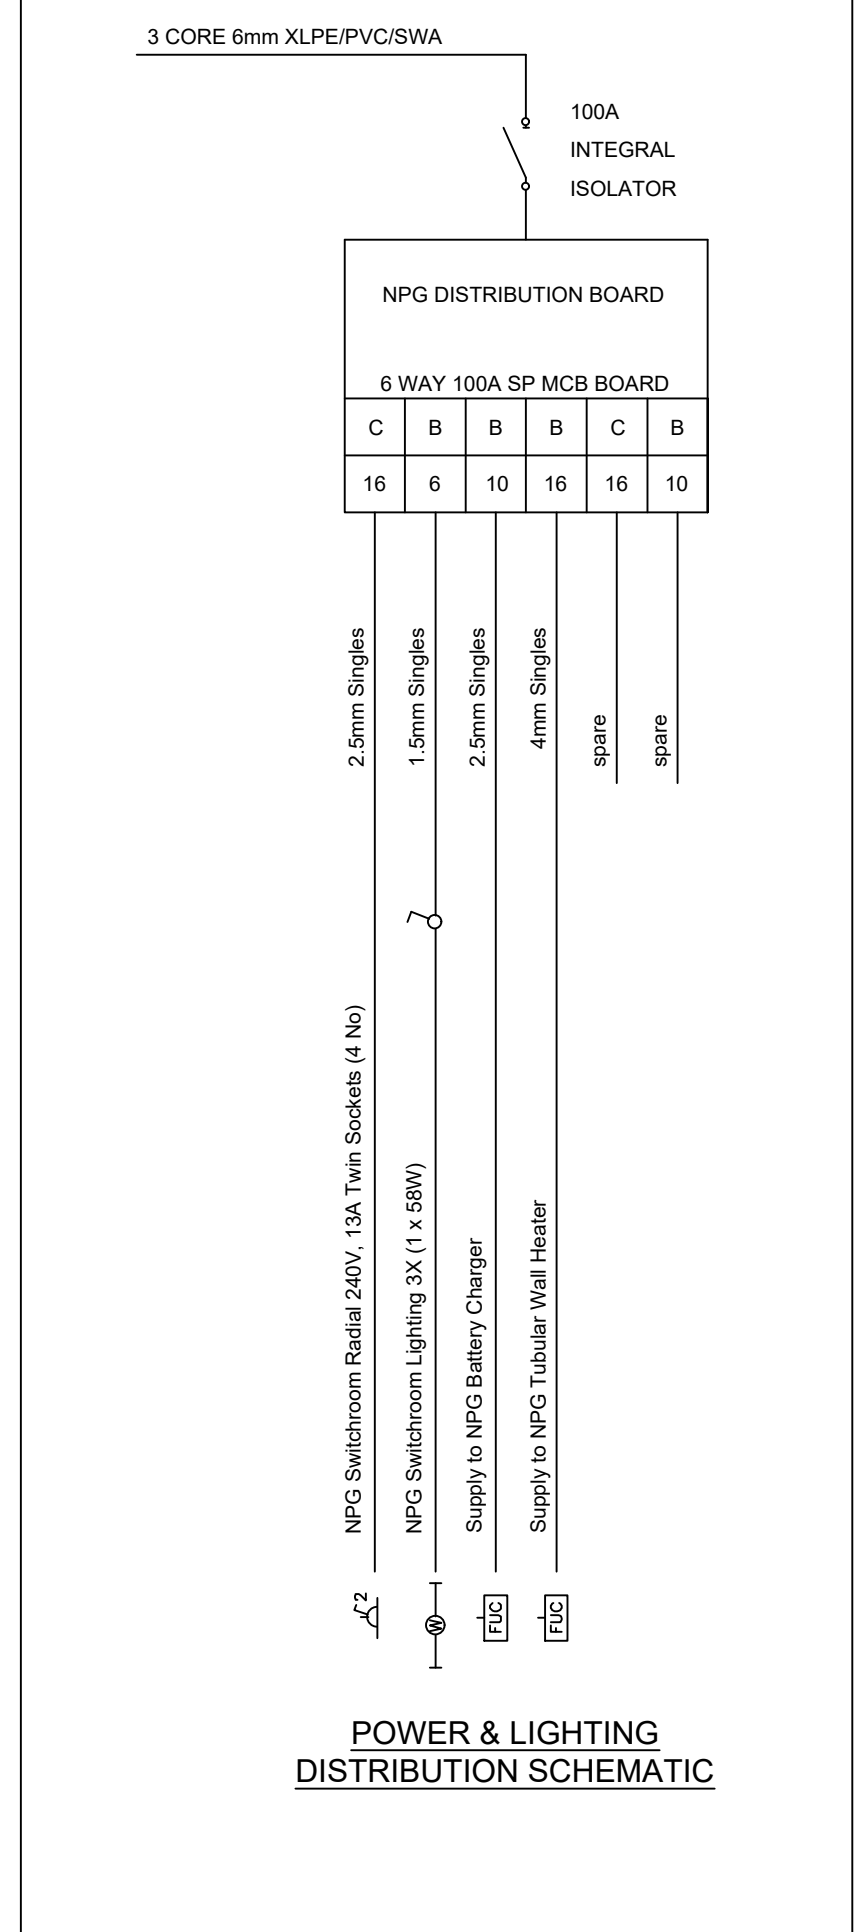 3 CORE 6mm XLPE/PVC/SWA
100A
INTEGRAL
ISOLATOR
NPG DISTRIBUTION BOARD
6 WAY 100A SP MCB BOARD
C B B B C B
16 6 10 16 16 10
2.5mm Singles
1.5mm Singles
2.5mm Singles
4mm Singles
spare
spare
NPG Switchroom Radial 240V, 13A Twin Sockets (4 No)
NPG Switchroom Lighting 3X (1 x 58W)
Supply to NPG Battery Charger
Supply to NPG Tubular Wall Heater
2
W
FUC
FUC
POWER & LIGHTING
DISTRIBUTION SCHEMATIC